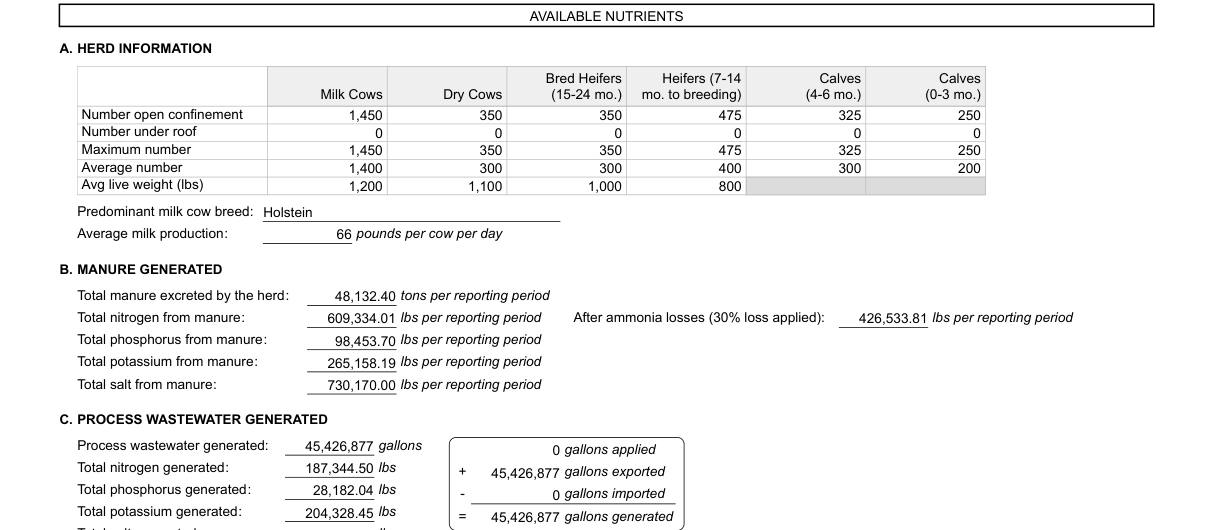 AVAILABLE NUTRIENTS
A. HERD INFORMATION
Milk Cows Dry Cows Bred Heifers (15-24 mo.) Heifers (7-14 mo. to breeding) Calves (4-6 mo.) Calves (0-3 mo.)
Number open confinement 1,450 350 350 475 325 250
Number under roof 0 0 0 0 0 0
Maximum number 1,450 350 350 475 325 250
Average number 1,400 300 300 400 300 200
Avg live weight (lbs) 1,200 1,100 1,000 800
Predominant milk cow breed: Holstein
Average milk production: 66 pounds per cow per day
B. MANURE GENERATED
Total manure excreted by the herd: 48,132.40 tons per reporting period
Total nitrogen from manure: 609,334.01 lbs per reporting period After ammonia losses (30% loss applied): 426,533.81 lbs per reporting period
Total phosphorus from manure: 98,453.70 lbs per reporting period
Total potassium from manure: 265,158.19 lbs per reporting period
Total salt from manure: 730,170.00 lbs per reporting period
C. PROCESS WASTEWATER GENERATED
Process wastewater generated: 45,426,877 gallons 0 gallons applied
Total nitrogen generated: 187,344.50 lbs + 45,426,877 gallons exported
Total phosphorus generated: 28,182.04 lbs - 0 gallons imported
Total potassium generated: 204,328.45 lbs = 45,426,877 gallons generated